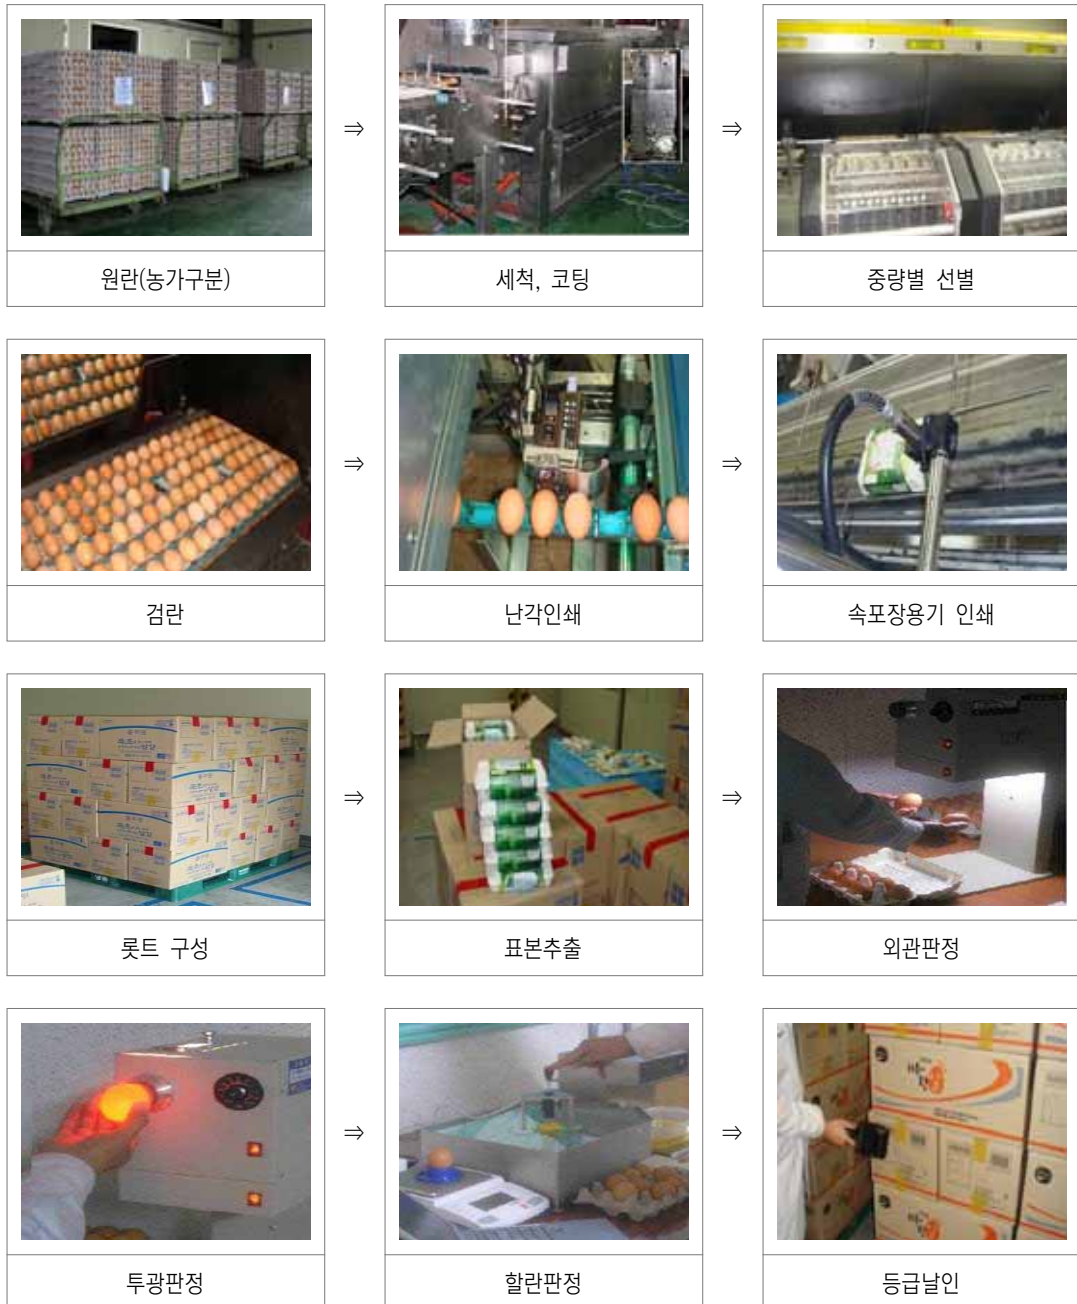 ⇒
⇒
원란(농가구분)
세척, 코팅
중량별 선별
⇒
⇒
검란
난각인쇄
속포장용기 인쇄
⇒
⇒
롯트 구성
표본추출
외관판정
⇒
⇒
투광판정
할란판정
등급날인